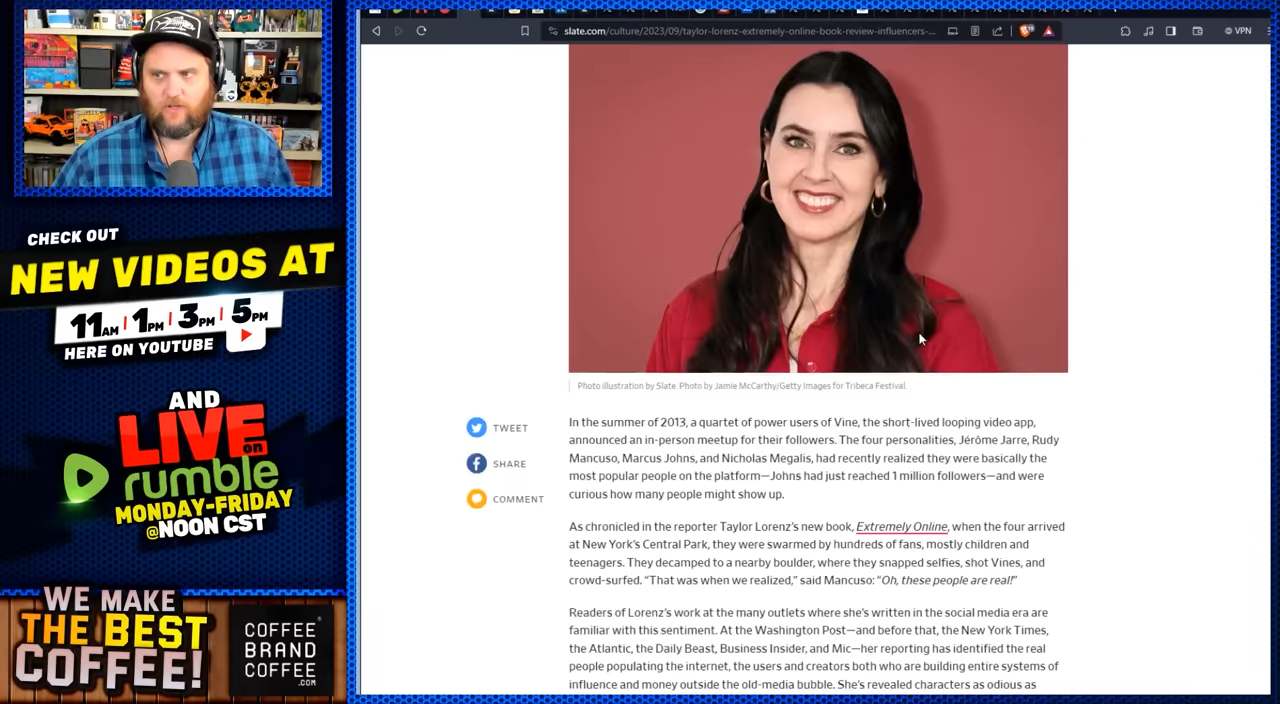 slate.com/culture/2023/09/taylor-lorenz-extremely-online-book-review-influencers-...
VPN
CHECK OUT
NEW VIDEOS AT
11AM | 1PM | 3PM | 5PM
HERE ON YOUTUBE
AND
LIVE on
rumble
MONDAY-FRIDAY
@NOON CST
WE MAKE
THE BEST
COFFEE!
COFFEE
BRAND
COFFEE
.COM
Photo illustration by Slate. Photo by Jamie McCarthy/Getty Images for Tribeca Festival.
TWEET
SHARE
COMMENT
In the summer of 2013, a quartet of power users of Vine, the short-lived looping video app,
announced an in-person meetup for their followers. The four personalities, Jérôme Jarre, Rudy
Mancuso, Marcus Johns, and Nicholas Megalis, had recently realized they were basically the
most popular people on the platform—Johns had just reached 1 million followers—and were
curious how many people might show up.
As chronicled in the reporter Taylor Lorenz's new book, Extremely Online, when the four arrived
at New York's Central Park, they were swarmed by hundreds of fans, mostly children and
teenagers. They decamped to a nearby boulder, where they snapped selfies, shot Vines, and
crowd-surfed. "That was when we realized," said Mancuso: "Oh, these people are real!"
Readers of Lorenz's work at the many outlets where she's written in the social media era are
familiar with this sentiment. At the Washington Post—and before that, the New York Times,
the Atlantic, the Daily Beast, Business Insider, and Mic—her reporting has identified the real
people populating the internet, the users and creators both who are building entire systems of
influence and money outside the old-media bubble. She's revealed characters as odious as